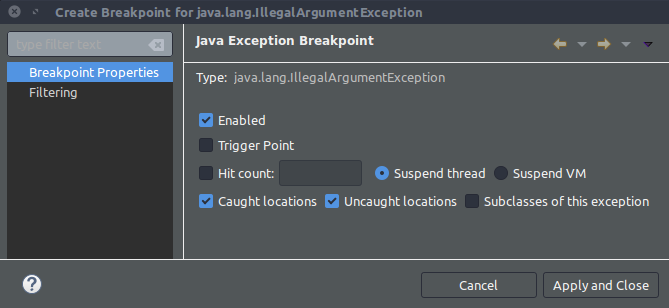 Create Breakpoint for java.lang.IllegalArgumentException
type filter text
Breakpoint Properties
Filtering
Java Exception Breakpoint
Type: java.lang.IllegalArgumentException
Enabled
Trigger Point
Hit count: Suspend thread Suspend VM
Caught locations Uncaught locations Subclasses of this exception
? Cancel Apply and Close